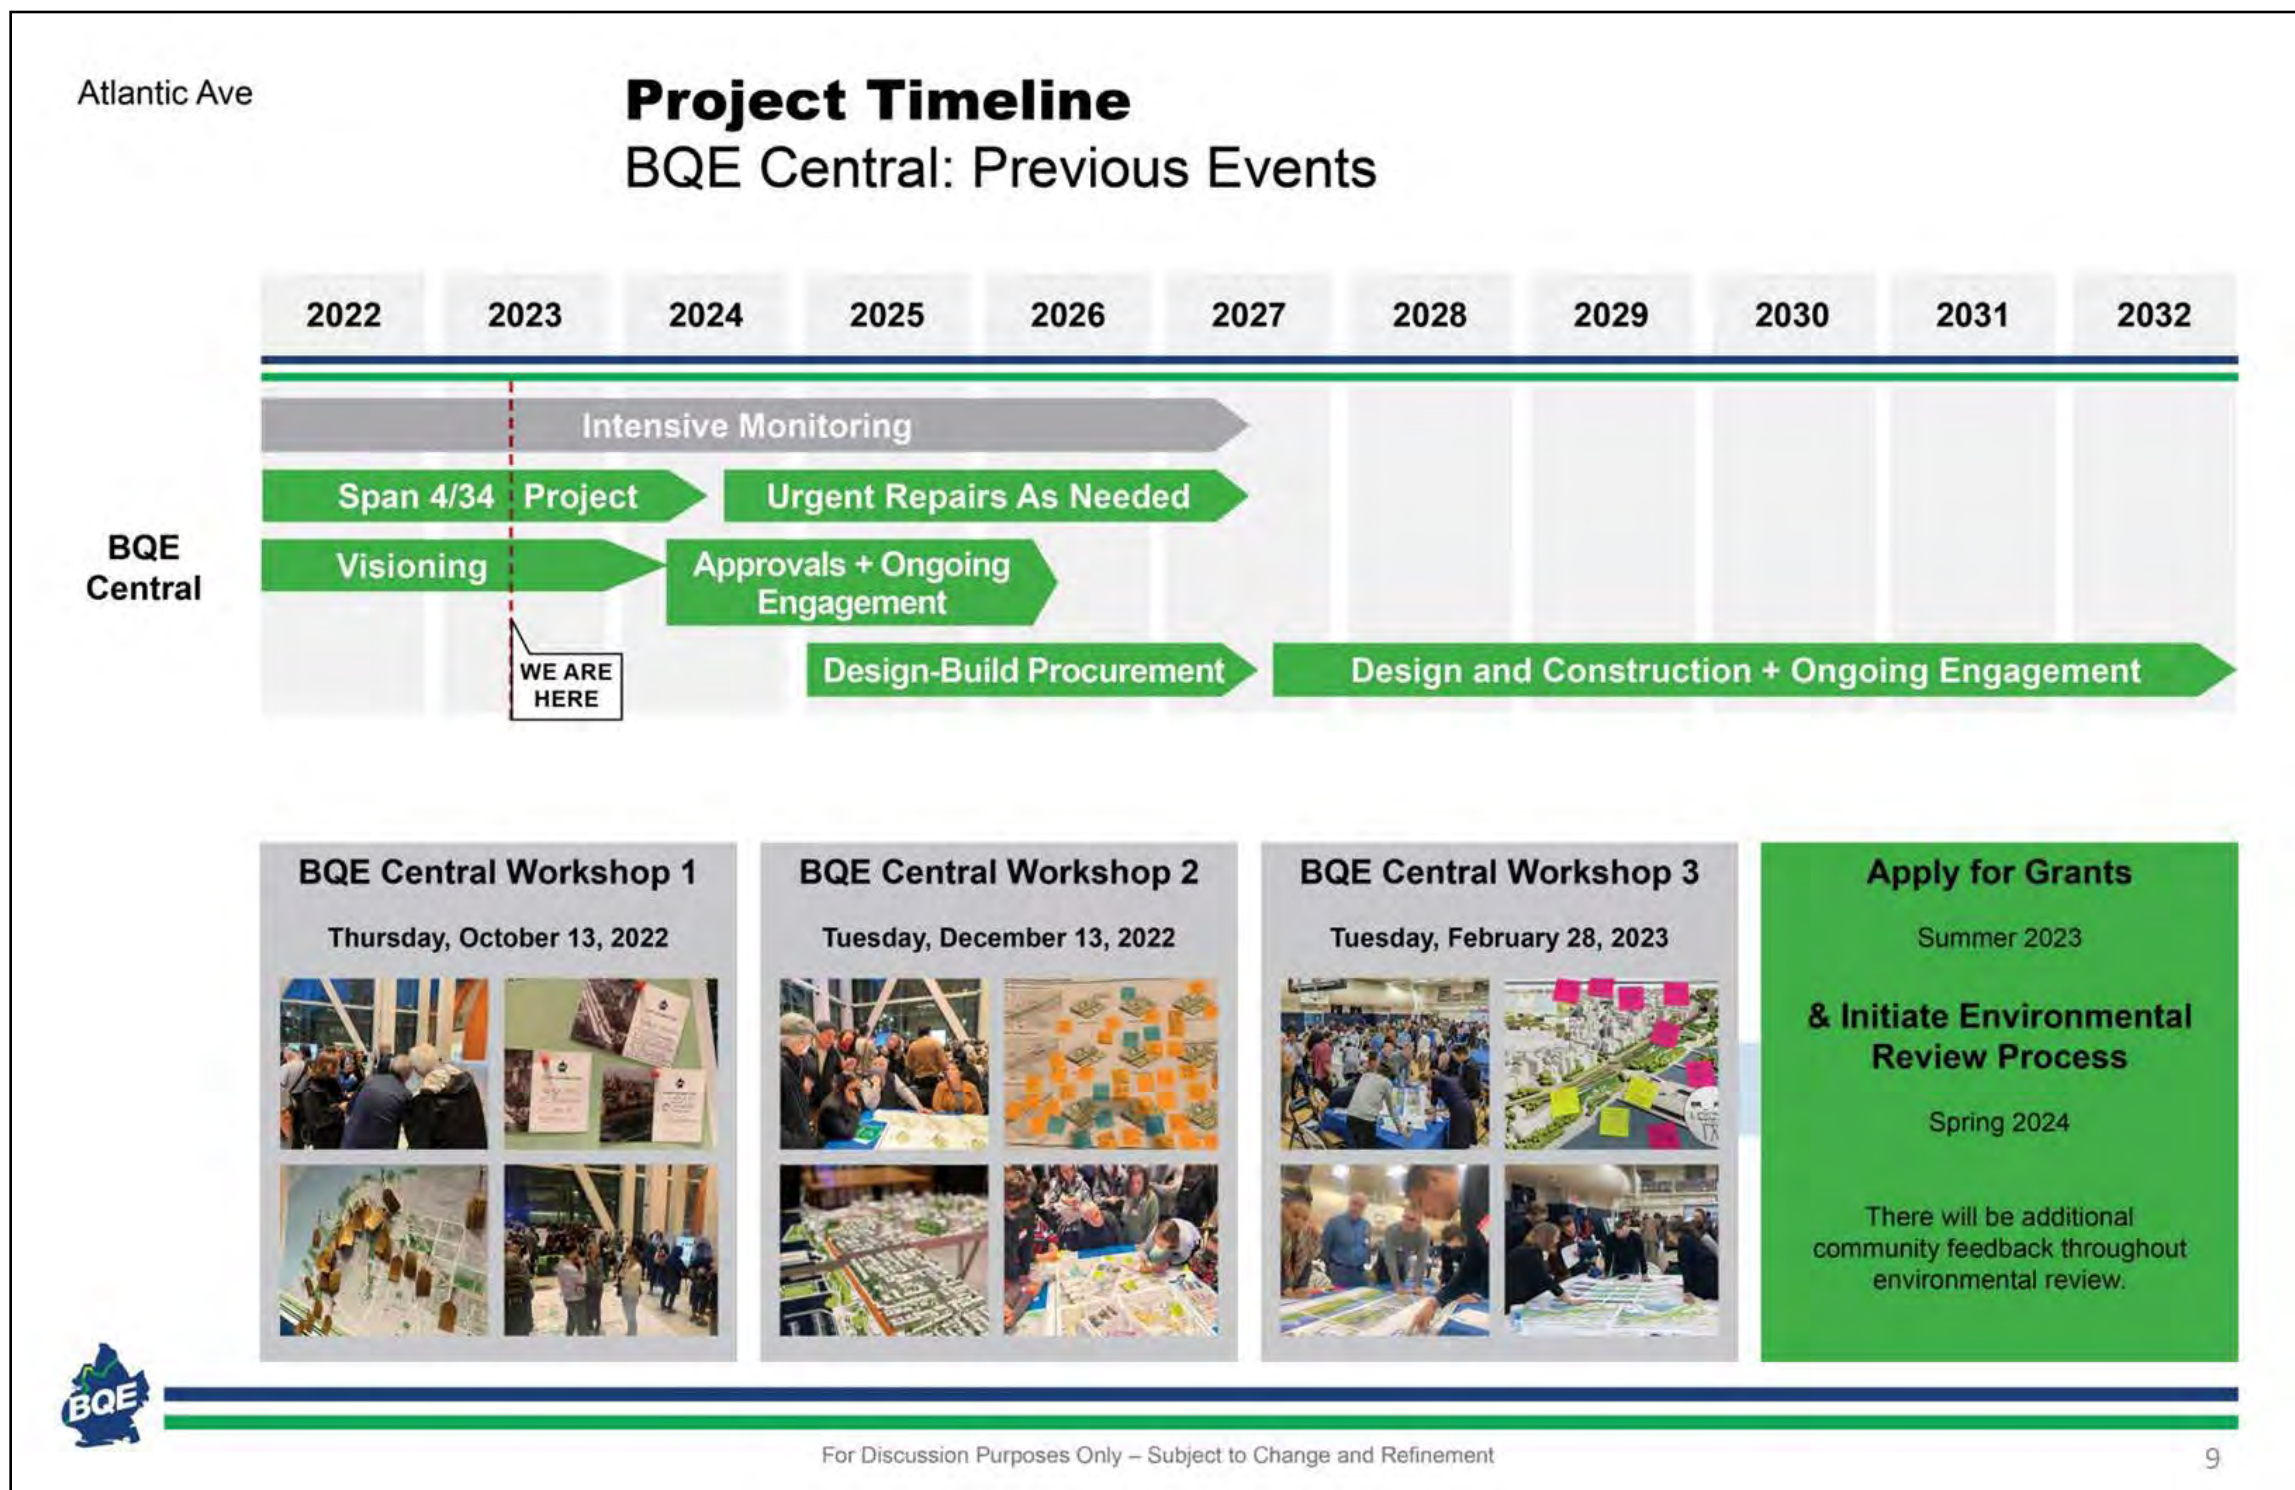 Atlantic Ave
Project Timeline
BQE Central: Previous Events
2022 2023 2024 2025 2026 2027 2028 2029 2030 2031 2032
Intensive Monitoring
Span 4/34 Project
Urgent Repairs As Needed
BQE
Central
Visioning
Approvals + Ongoing
Engagement
WE ARE
HERE
Design-Build Procurement
Design and Construction + Ongoing Engagement
BQE Central Workshop 1
Thursday, October 13, 2022
BQE Central Workshop 2
Tuesday, December 13, 2022
BQE Central Workshop 3
Tuesday, February 28, 2023
Apply for Grants
Summer 2023
& Initiate Environmental
Review Process
Spring 2024
There will be additional
community feedback throughout
environmental review.
BQE
For Discussion Purposes Only – Subject to Change and Refinement
9